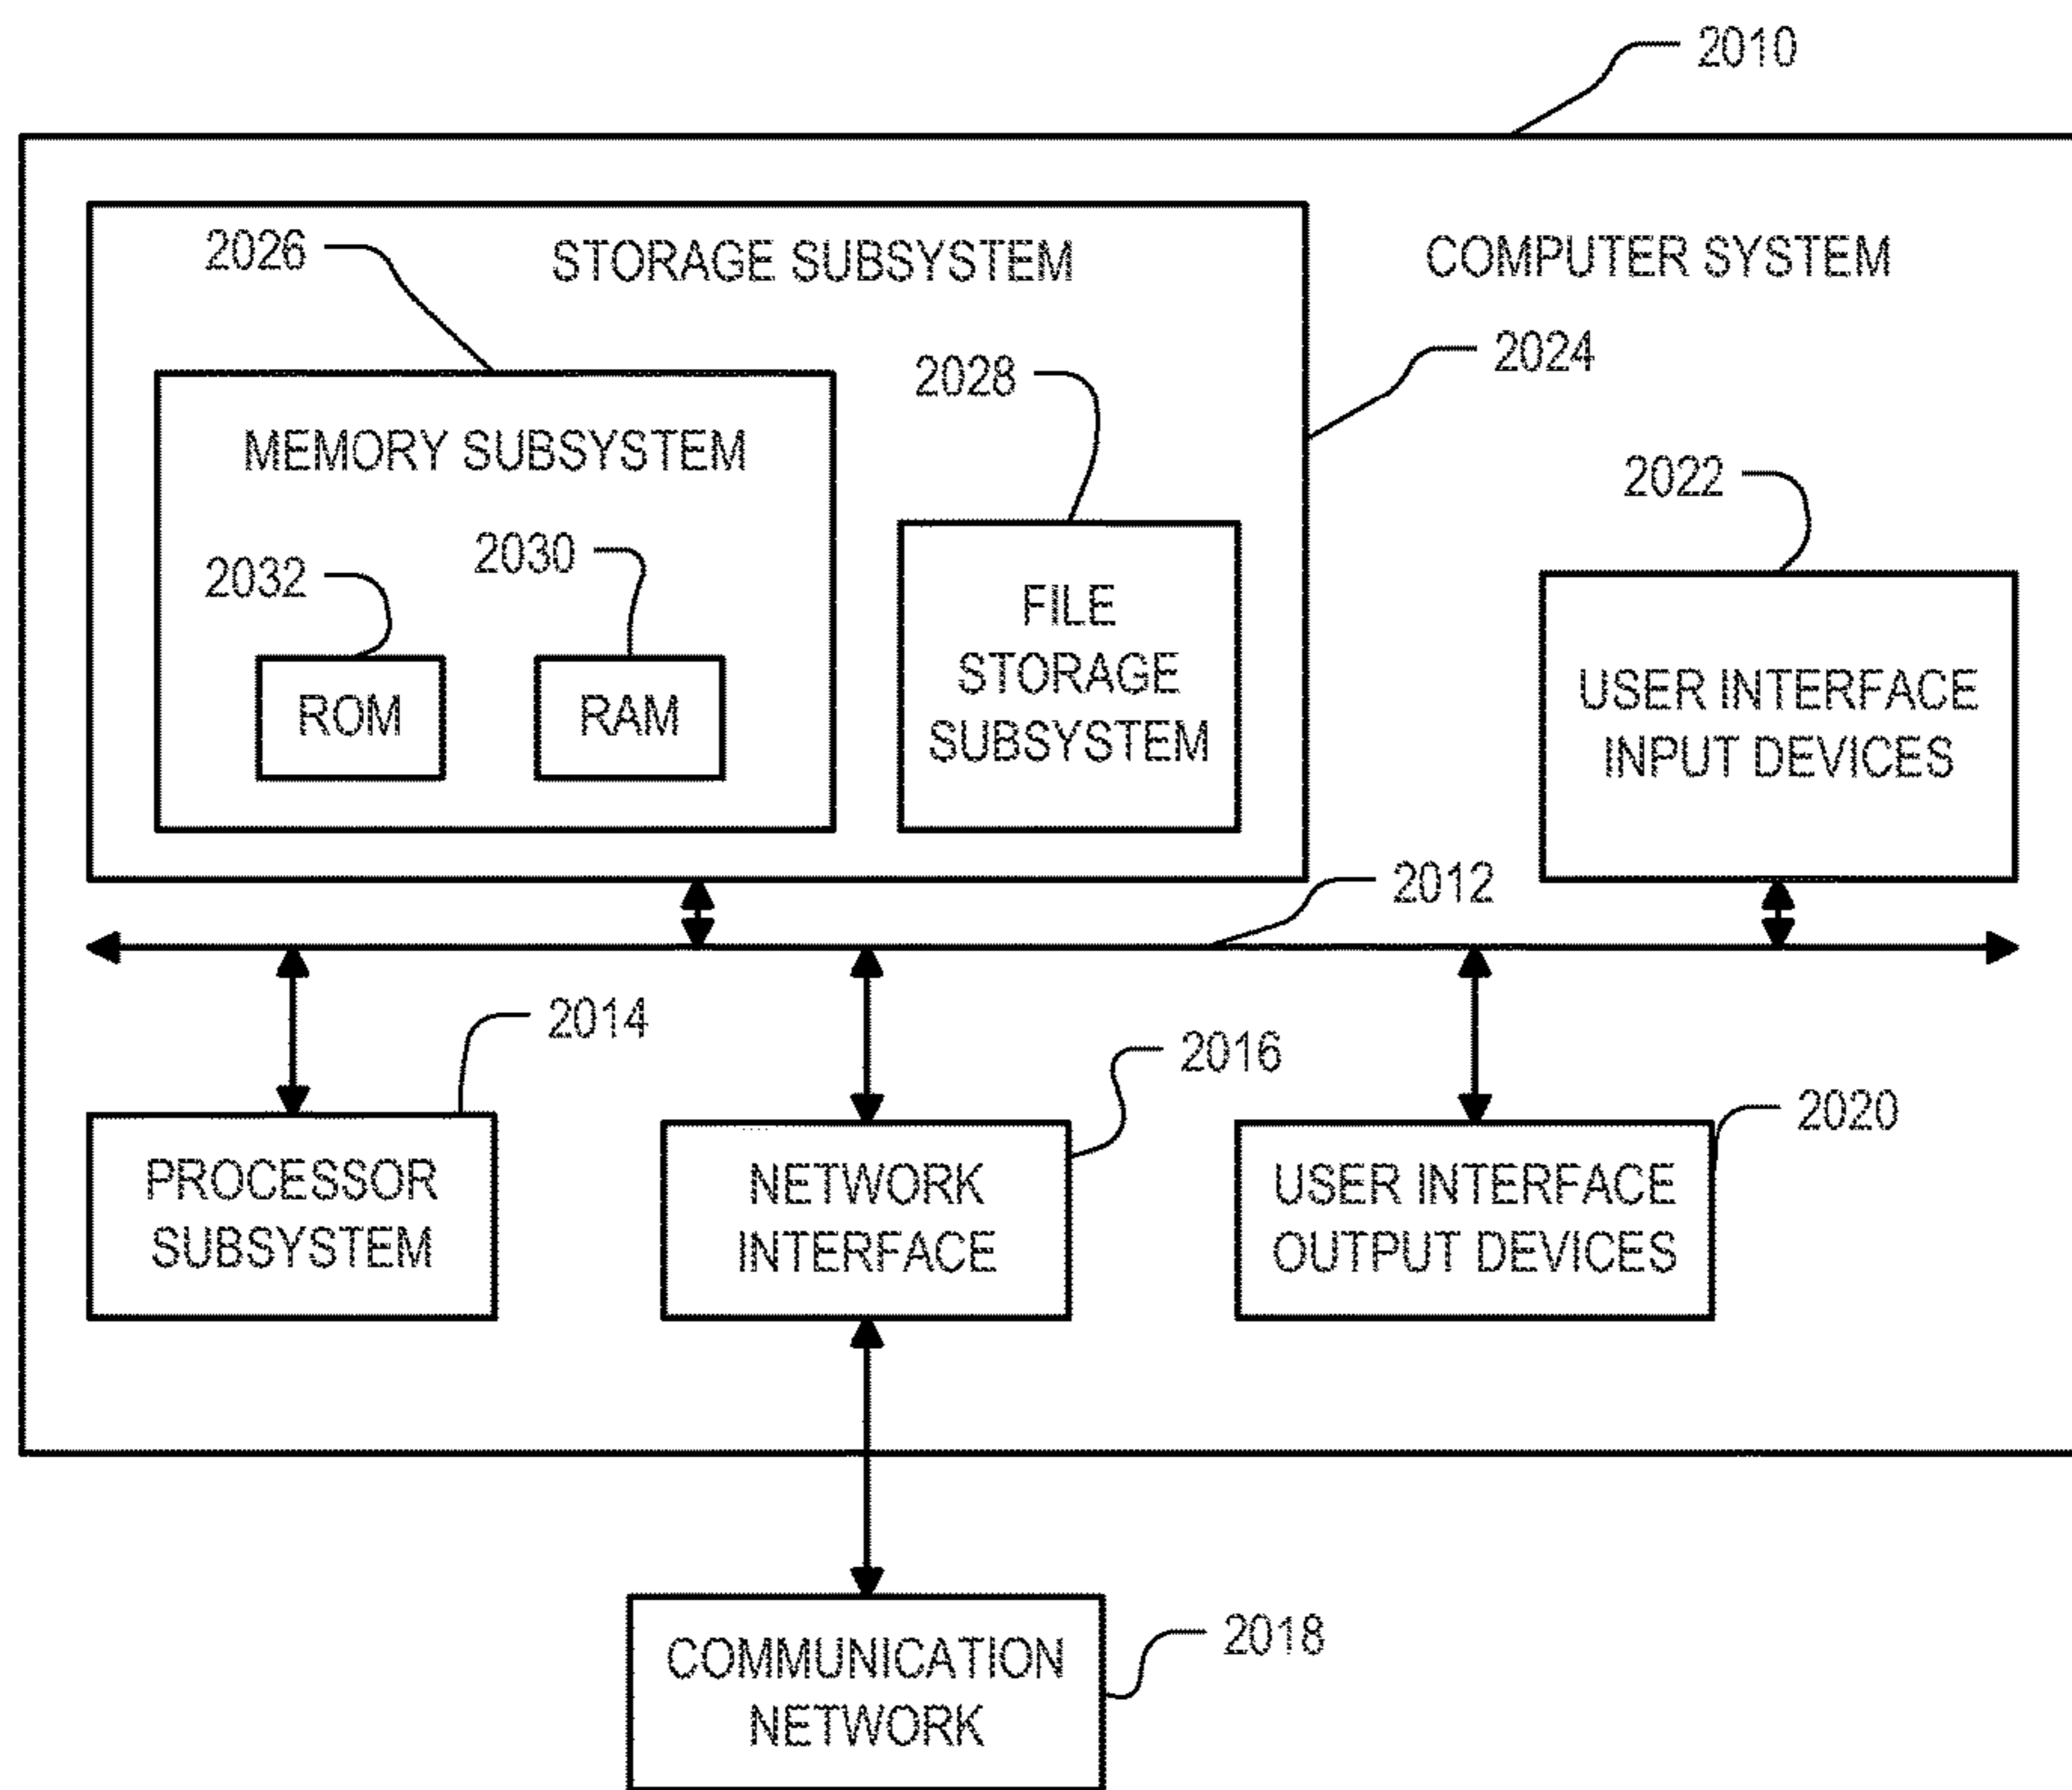 2010
2026
STORAGE SUBSYSTEM
COMPUTER SYSTEM
2024
2028
MEMORY SUBSYSTEM
2022
2032
2030
ROM
RAM
FILE
STORAGE
SUBSYSTEM
USER INTERFACE
INPUT DEVICES
2012
2014
2016
2020
PROCESSOR
SUBSYSTEM
NETWORK
INTERFACE
USER INTERFACE
OUTPUT DEVICES
2018
COMMUNICATION
NETWORK